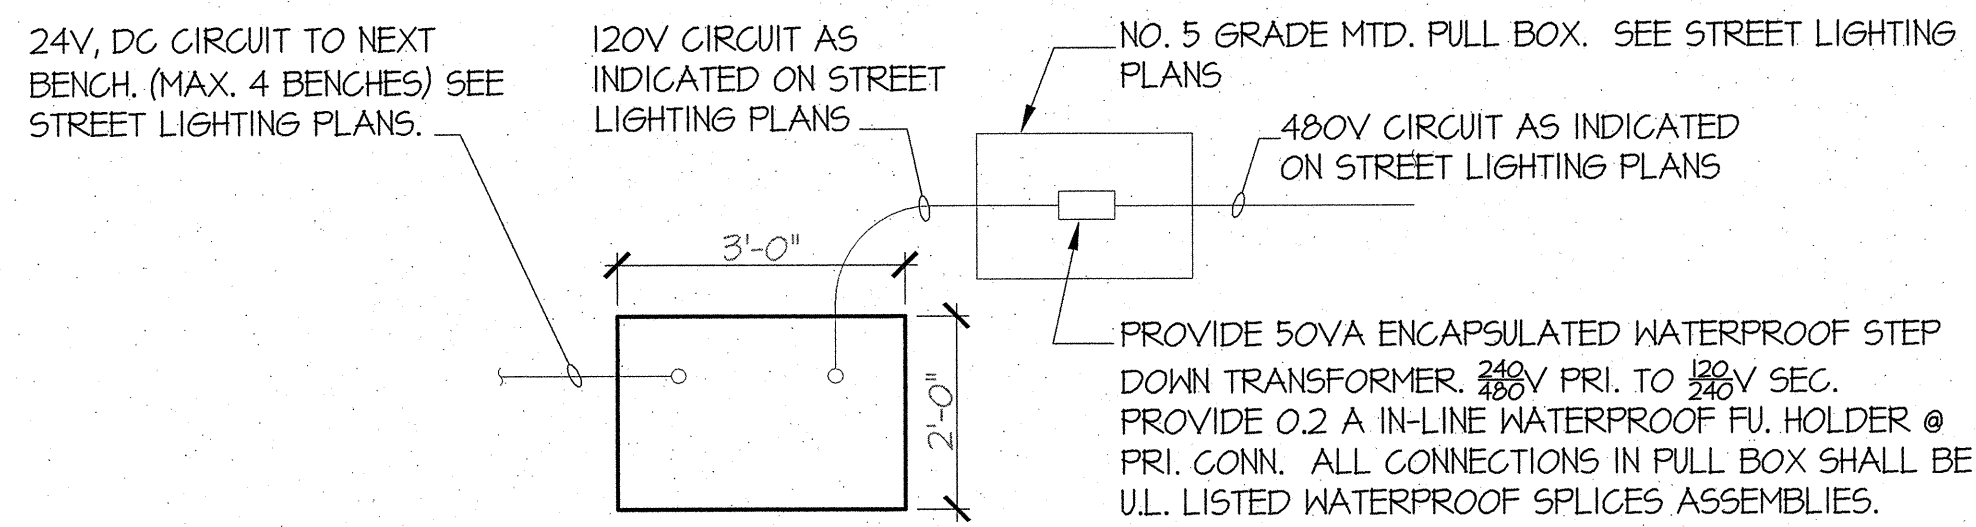 24V, DC CIRCUIT TO NEXT
BENCH. (MAX. 4 BENCHES) SEE
STREET LIGHTING PLANS.
120V CIRCUIT AS
INDICATED ON STREET
LIGHTING PLANS
NO. 5 GRADE MTD. PULL BOX. SEE STREET LIGHTING
PLANS
480V CIRCUIT AS INDICATED
ON STREET LIGHTING PLANS
3'-0"
2'-0"
PROVIDE 50VA ENCAPSULATED WATERPROOF STEP
DOWN TRANSFORMER. 240/480V PRI. TO 120/240V SEC.
PROVIDE 0.2 A IN-LINE WATERPROOF FU. HOLDER @
PRI. CONN. ALL CONNECTIONS IN PULL BOX SHALL BE
U.L. LISTED WATERPROOF SPLICES ASSEMBLIES.